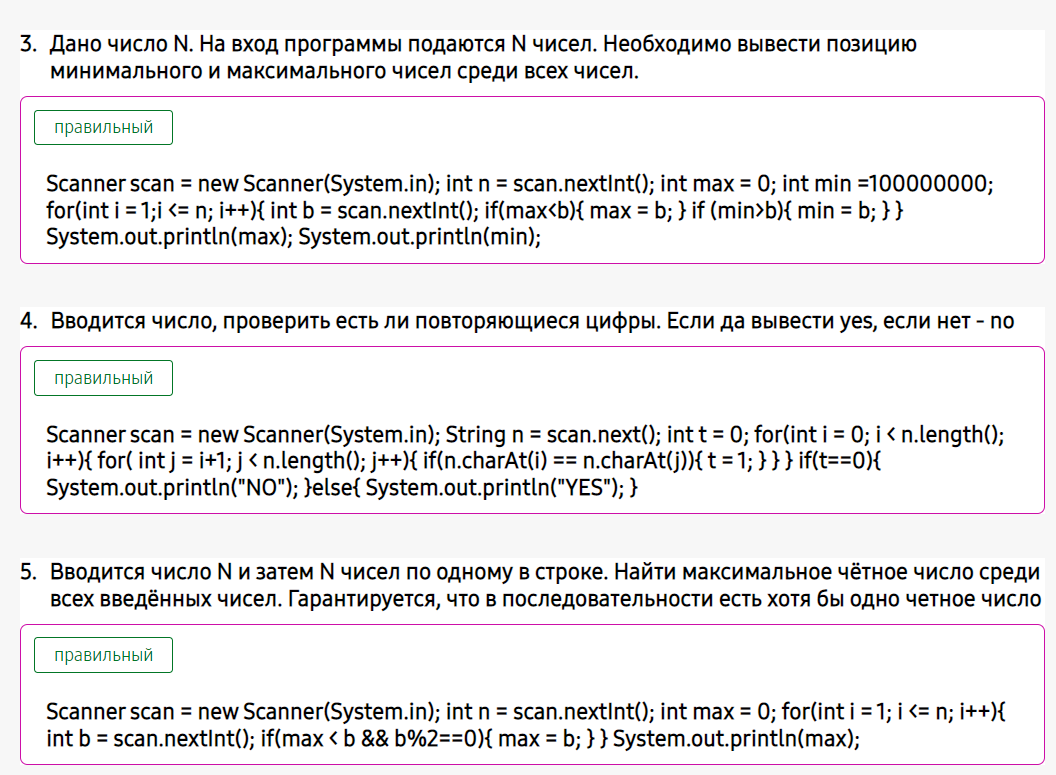 3. Дано число N. На вход программы подаются N чисел. Необходимо вывести позицию
минимального и максимального чисел среди всех чисел.
правильный
Scanner scan = new Scanner(System.in); int n = scan.nextInt(); int max = 0; int min =100000000;
for(int i = 1;i <= n; i++){ int b = scan.nextInt(); if(max<b){ max = b; } if (min>b){ min = b; } }
System.out.println(max); System.out.println(min);
4. Вводится число, проверить есть ли повторяющиеся цифры. Если да вывести yes, если нет - no
правильный
Scanner scan = new Scanner(System.in); String n = scan.next(); int t = 0; for(int i = 0; i < n.length();
i++){ for( int j = i+1; j < n.length(); j++){ if(n.charAt(i) == n.charAt(j)){ t = 1; } } } if(t==0){
System.out.println("NO"); }else{ System.out.println("YES"); }
5. Вводится число N и затем N чисел по одному в строке. Найти максимальное чётное число среди
всех введённых чисел. Гарантируется, что в последовательности есть хотя бы одно четное число
правильный
Scanner scan = new Scanner(System.in); int n = scan.nextInt(); int max = 0; for(int i = 1; i <= n; i++){
int b = scan.nextInt(); if(max < b && b%2==0){ max = b; } } System.out.println(max);